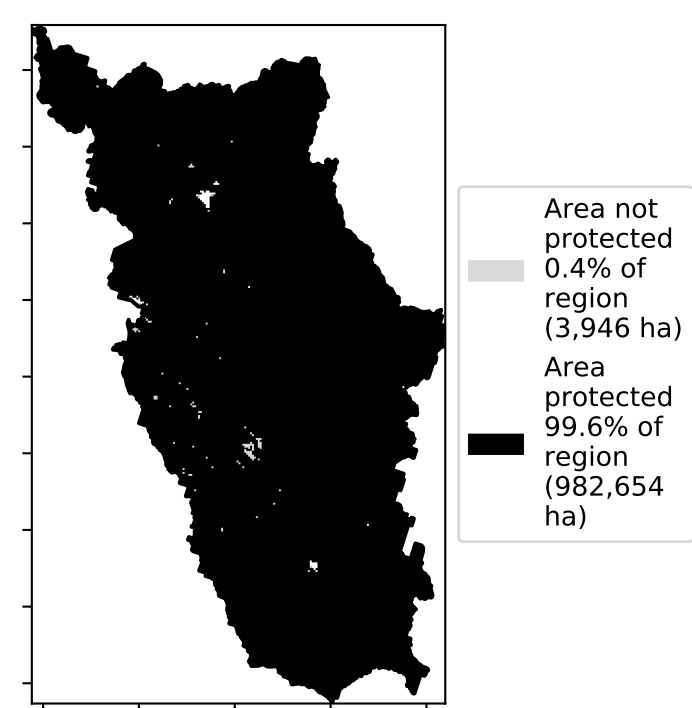 Area not
protected
0.4% of
region
(3,946 ha)
Area
protected
99.6% of
region
(982,654
ha)